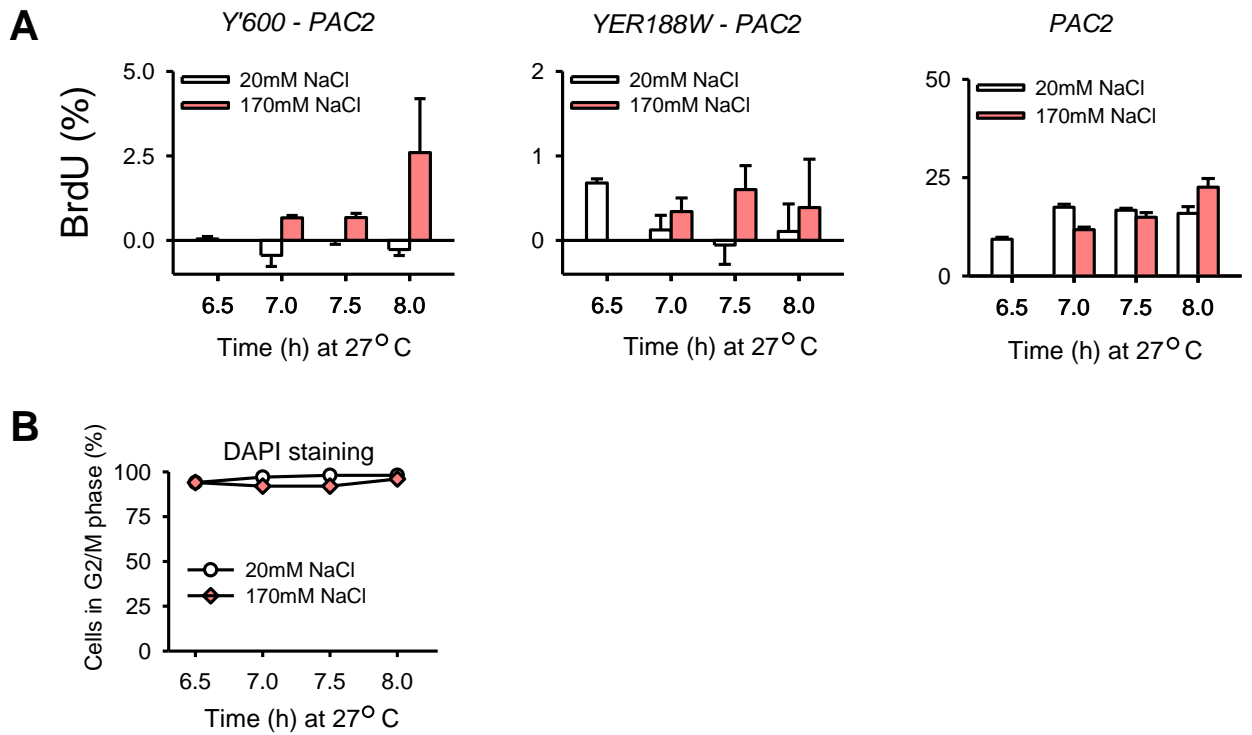 A
Y'600 - PAC2
YER188W - PAC2
PAC2
BrdU (%)
5.0
2.5
0.0
20mM NaCl
170mM NaCl
6.5 7.0 7.5 8.0
Time (h) at 27° C
2
1
0
20mM NaCl
170mM NaCl
6.5 7.0 7.5 8.0
Time (h) at 27° C
50
25
0
20mM NaCl
170mM NaCl
6.5 7.0 7.5 8.0
Time (h) at 27° C
B
Cells in G2/M phase (%)
DAPI staining
100
75
50
25
0
20mM NaCl
170mM NaCl
6.5 7.0 7.5 8.0
Time (h) at 27° C